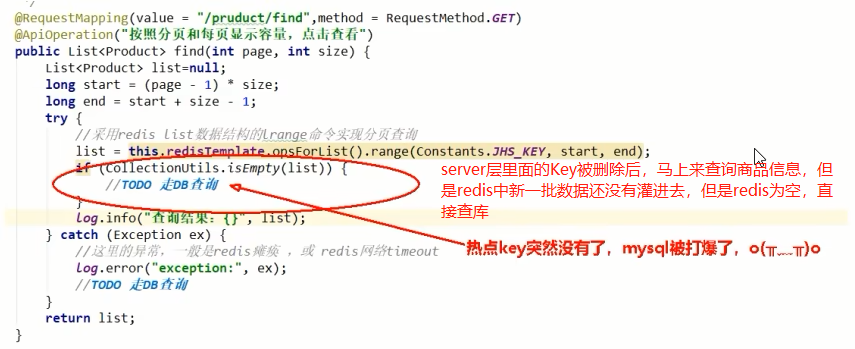 */
@RequestMapping(value = "/pruduct/find",method = RequestMethod.GET)
@ApiOperation("按照分页和每页显示容量，点击查看")
public List<Product> find(int page, int size) {
List<Product> list=null;
long start = (page - 1) * size;
long end = start + size - 1;
try {
//采用redis list数据结构的lrange命令实现分页查询
list = this.redisTemplate.opsForList().range(Constants.JHS_KEY, start, end);
if (CollectionUtils.isEmpty(list)) {
//TODO 走DB查询
}
server层里面的Key被删除后，马上来查询商品信息，但
是redis中新一批数据还没有灌进去，但是redis为空，直
接查库
log.info("查询结果：{}", list);
} catch (Exception ex) {
热点key突然没有了，mysql被打爆了，o(╥﹏╥)o
//这里的异常，一般是redis瘫痪 ，或 redis网络timeout
log.error("exception:", ex);
//TODO 走DB查询
}
return list;
}